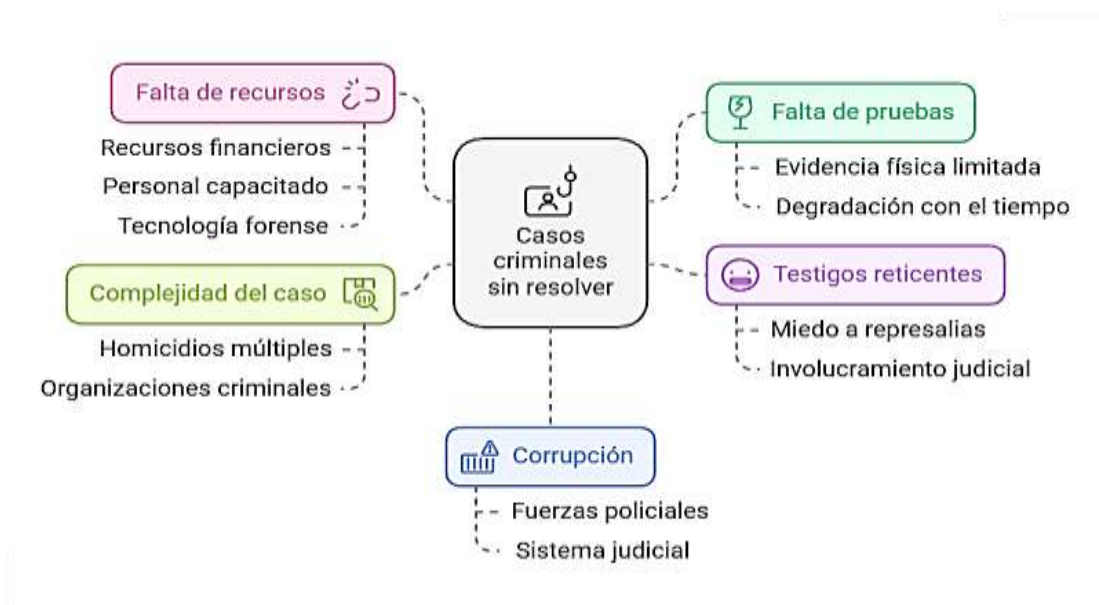 Falta de recursos
Recursos financieros
Personal capacitado
Tecnología forense
Complejidad del caso
Homicidios múltiples
Organizaciones criminales
Casos
criminales
sin resolver
Falta de pruebas
Evidencia física limitada
Degradación con el tiempo
Testigos reticentes
Miedo a represalias
Involucramiento judicial
Corrupción
Fuerzas policiales
Sistema judicial